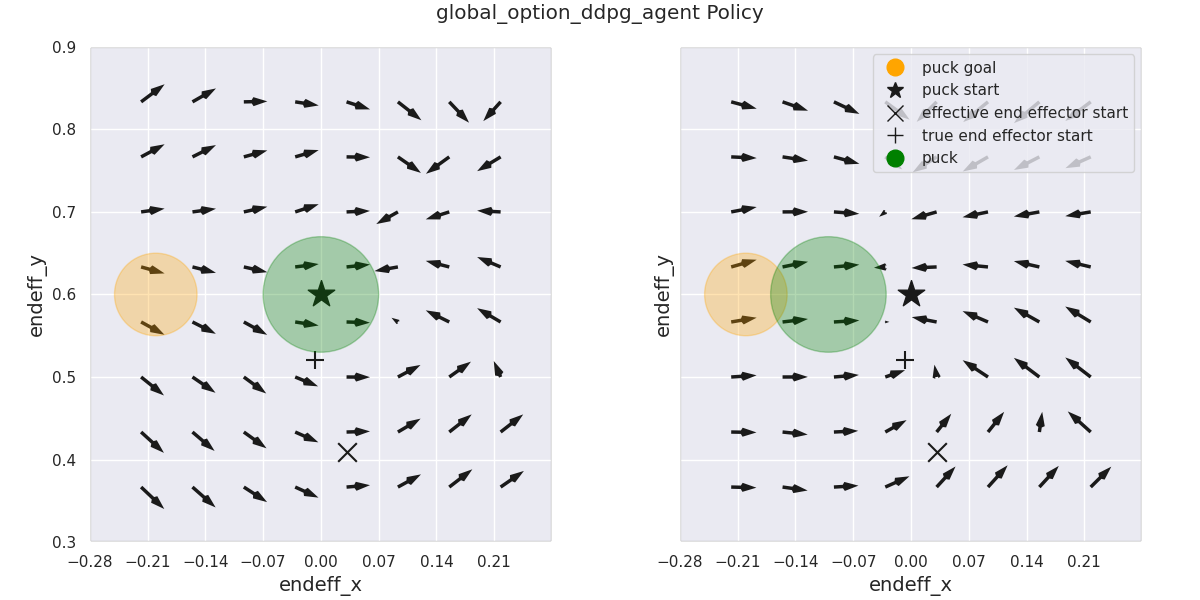 global_option_ddpg_agent Policy
0.9
0.8
0.7
0.6
0.5
0.4
0.3
endeff_y
−0.28 −0.21 −0.14 −0.07 0.00 0.07 0.14 0.21
endeff_x
endeff_y
puck goal
puck start
effective end effector start
true end effector start
puck
−0.28 −0.21 −0.14 −0.07 0.00 0.07 0.14 0.21
endeff_x